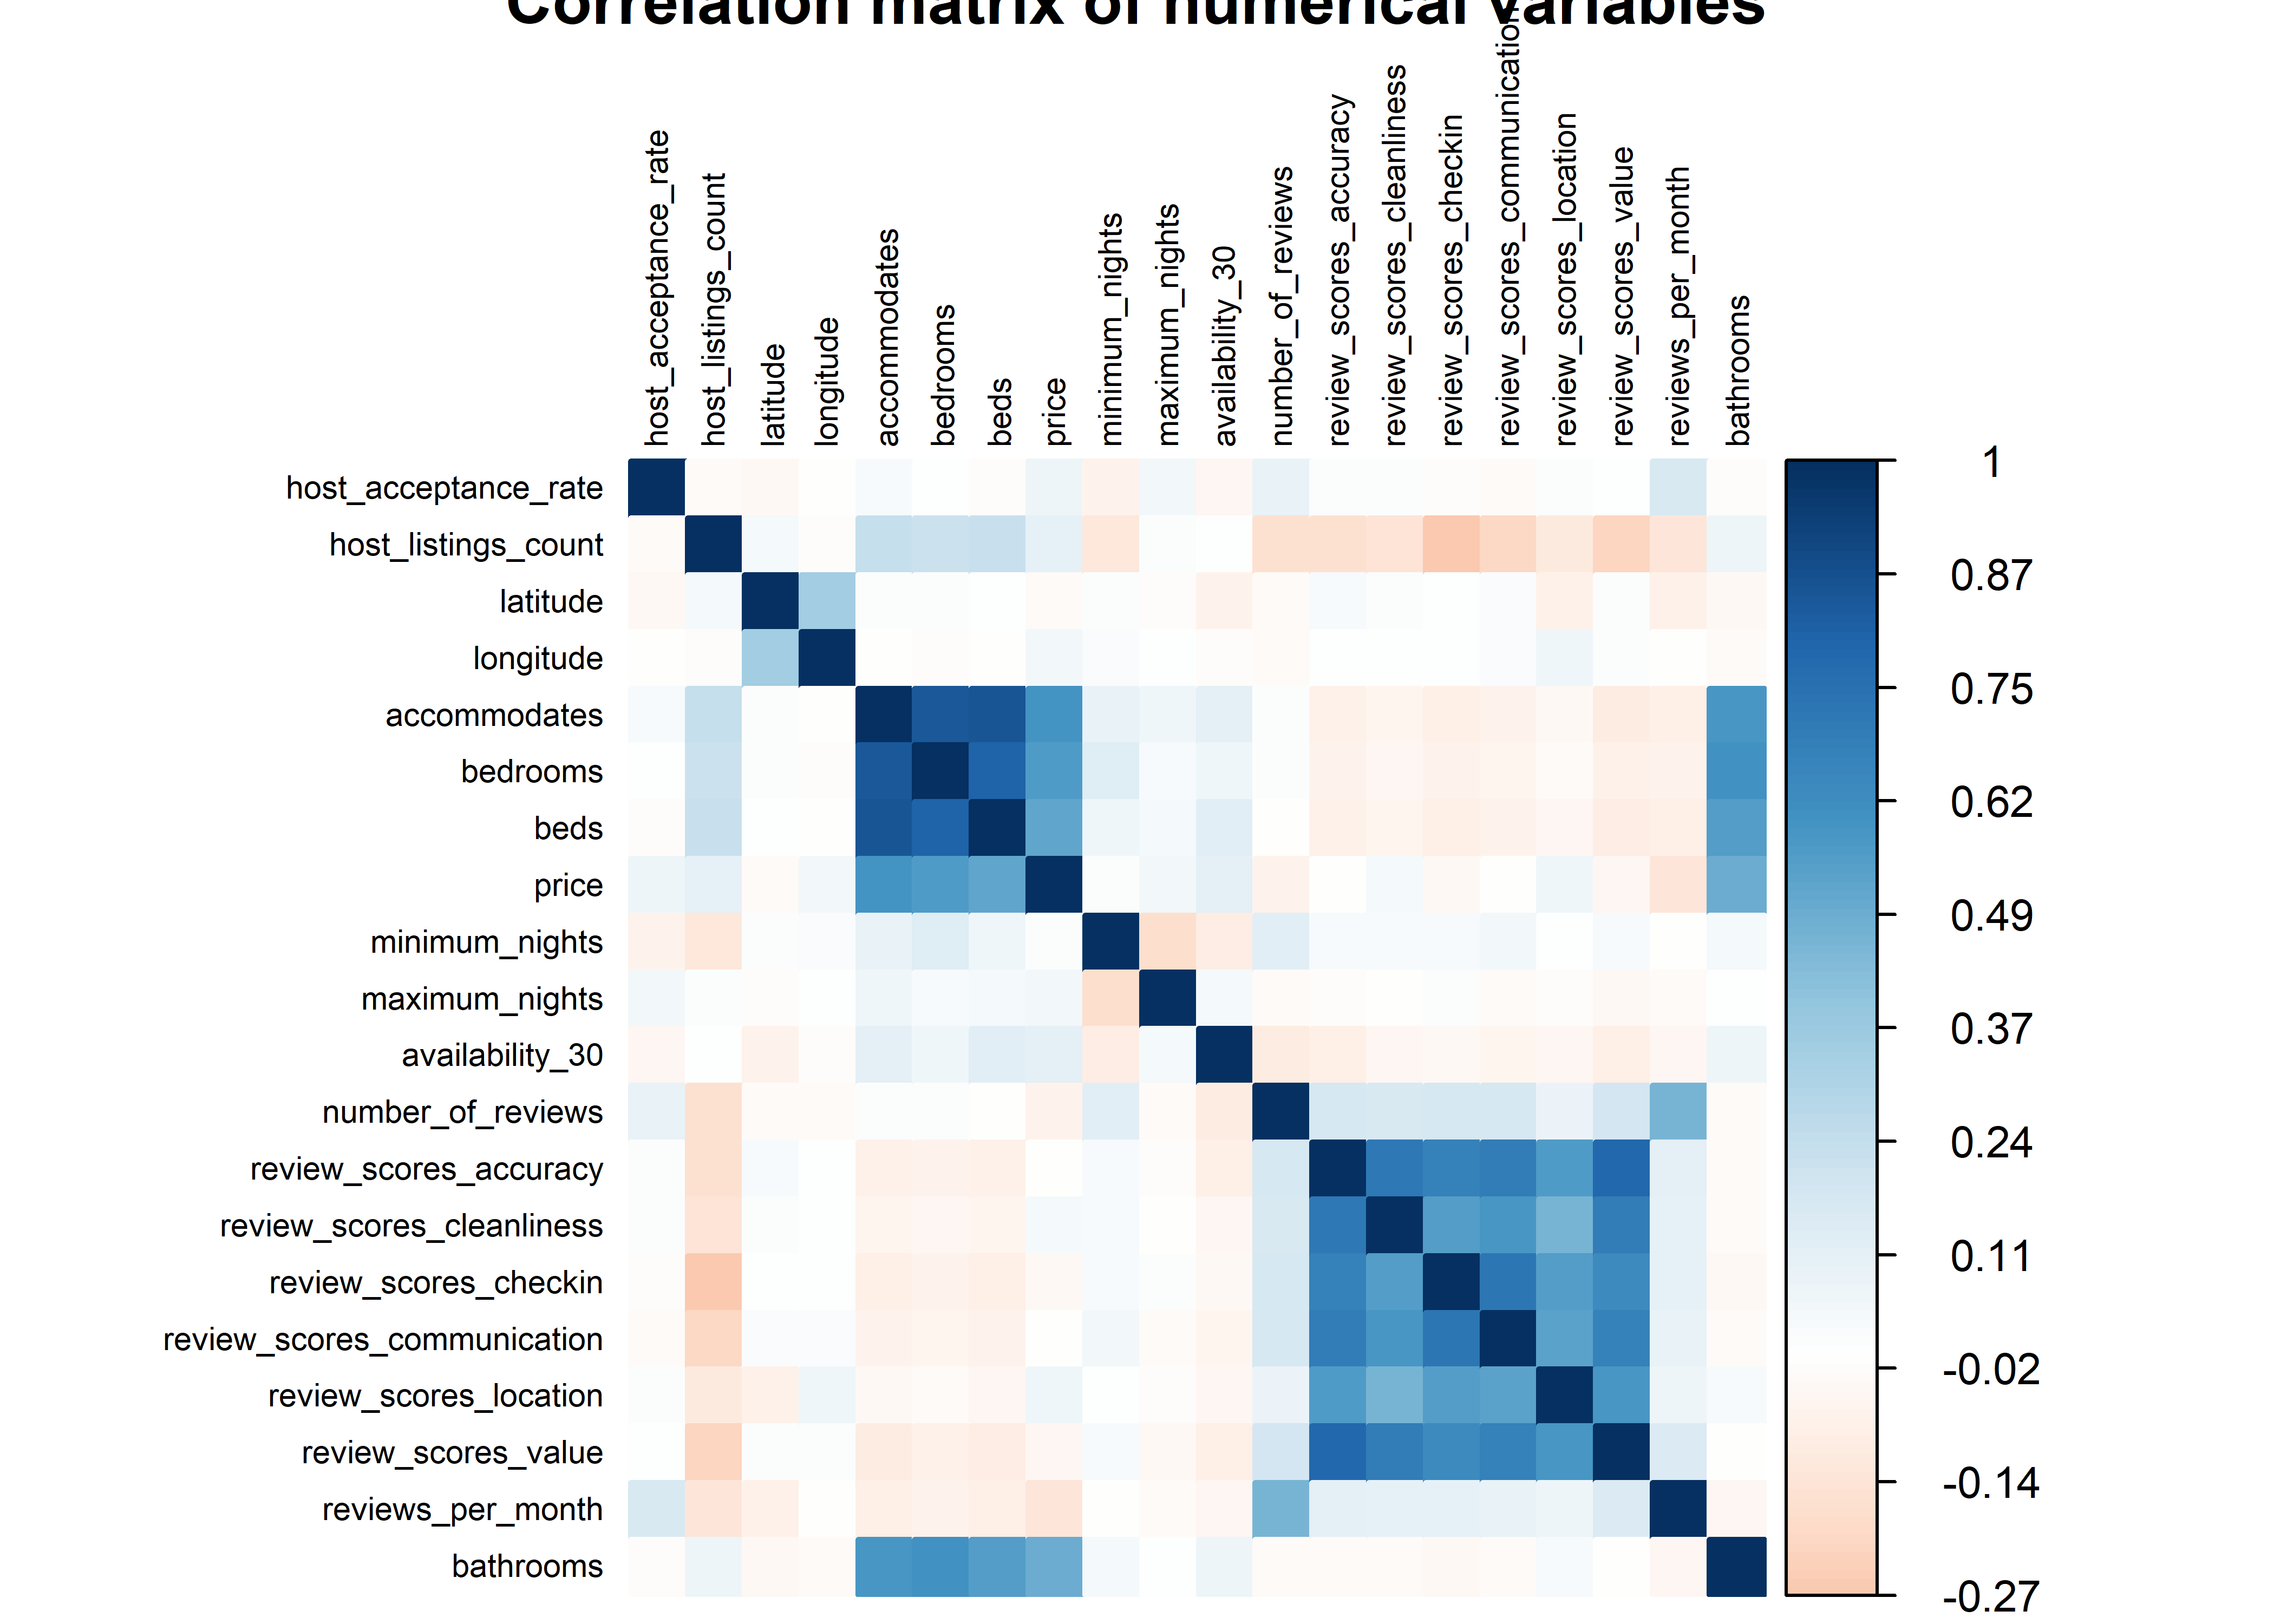 Correlation matrix of numerical variables
host_acceptance_rate
host_listings_count
latitude
longitude
accommodates
bedrooms
beds
price
minimum_nights
maximum_nights
availability_30
number_of_reviews
review_scores_accuracy
review_scores_cleanliness
review_scores_checkin
review_scores_communication
review_scores_location
review_scores_value
reviews_per_month
bathrooms
host_acceptance_rate
host_listings_count
latitude
longitude
accommodates
bedrooms
beds
price
minimum_nights
maximum_nights
availability_30
number_of_reviews
review_scores_accuracy
review_scores_cleanliness
review_scores_checkin
review_scores_communication
review_scores_location
review_scores_value
reviews_per_month
bathrooms
1
0.87
0.75
0.62
0.49
0.37
0.24
0.11
-0.02
-0.14
-0.27